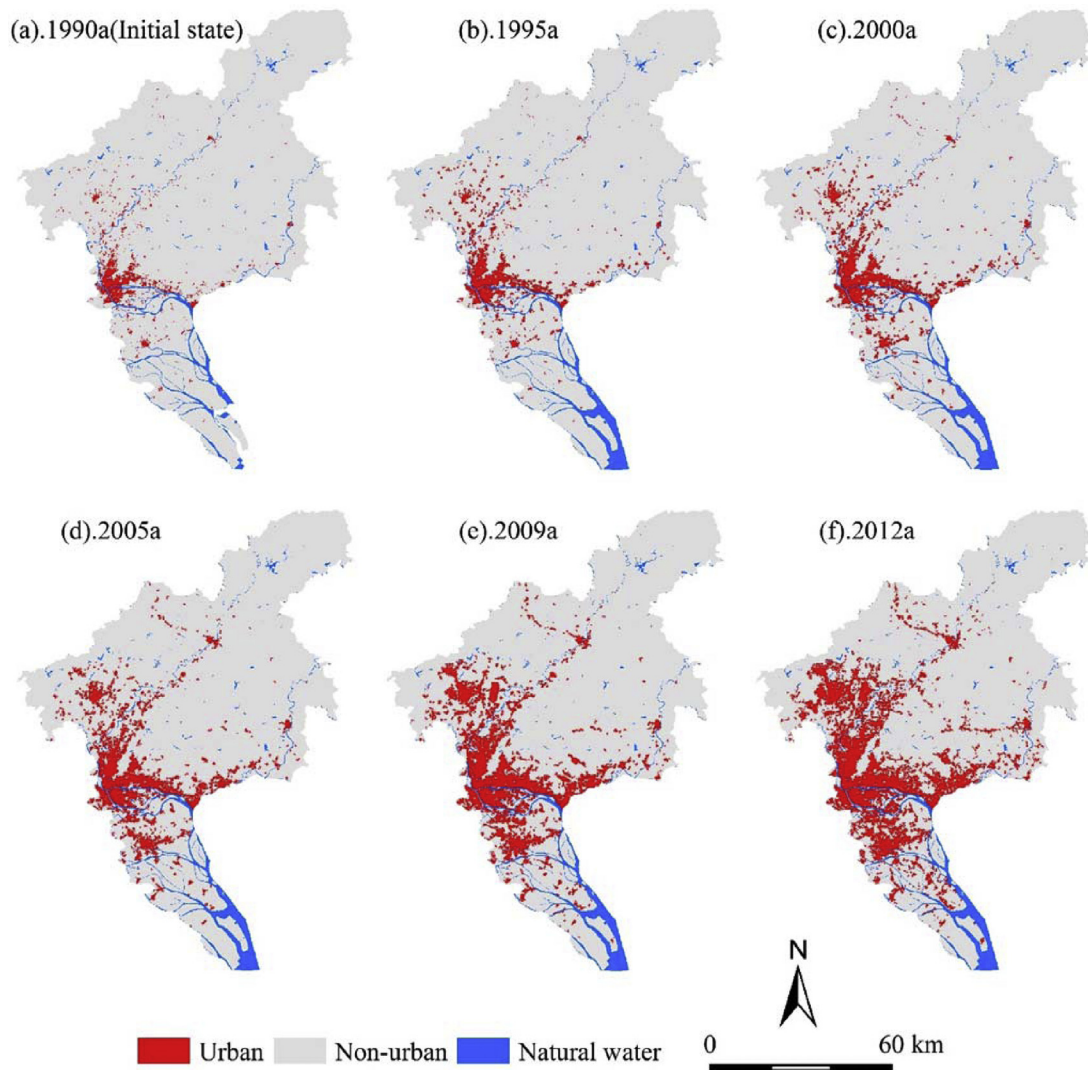 (a).1990a(Initial state)
(b).1995a
(c).2000a
(d).2005a
(e).2009a
(f).2012a
N
Urban
Non-urban
Natural water
0
60 km